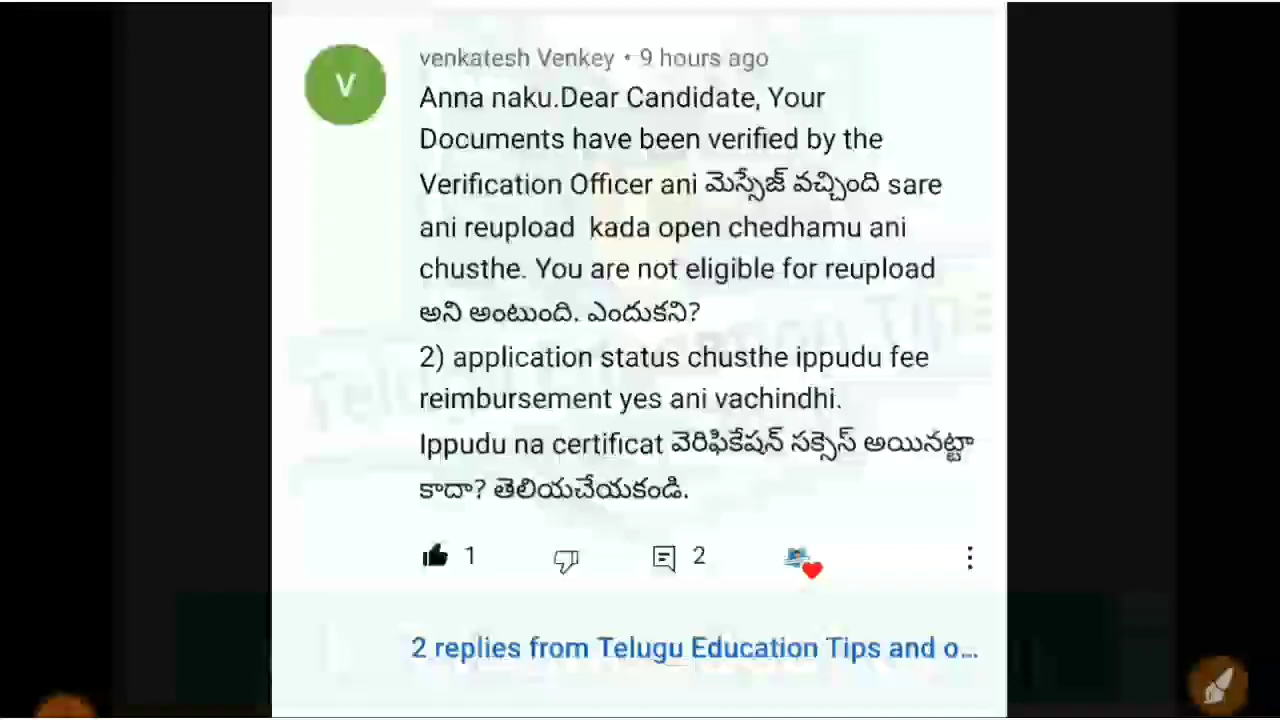 venkatesh Venkey • 9 hours ago
Anna naku.Dear Candidate, Your
Documents have been verified by the
Verification Officer ani మెస్సేజ్ వచ్చింది sare
ani reupload kada open chedhamu ani
chusthe. You are not eligible for reupload
అని అంటుంది. ఎందుకని?
2) application status chusthe ippudu fee
reimbursement yes ani vachindhi.
Ippudu na certificat వెరిఫికేషన్ సక్సెస్ అయినట్టా
కాదా? తెలియచేయకండి.
1 2
2 replies from Telugu Education Tips and o...